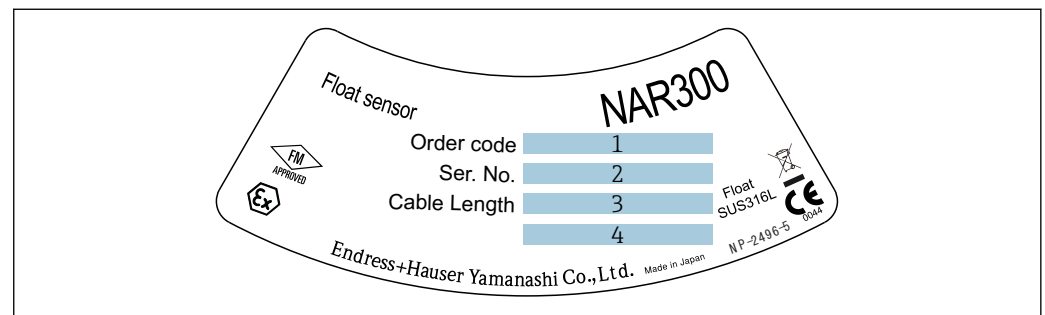 Float sensor
NAR300
Order code 1
Ser. No. 2
Cable Length 3
4
FM
APPROVED
Ex
Float
SUS316L
CE
0044
NP-2496-5
Endress+Hauser Yamanashi Co.,Ltd. Made in Japan